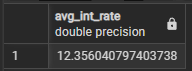 avg_int_rate
double precision
1
12.356040797403738